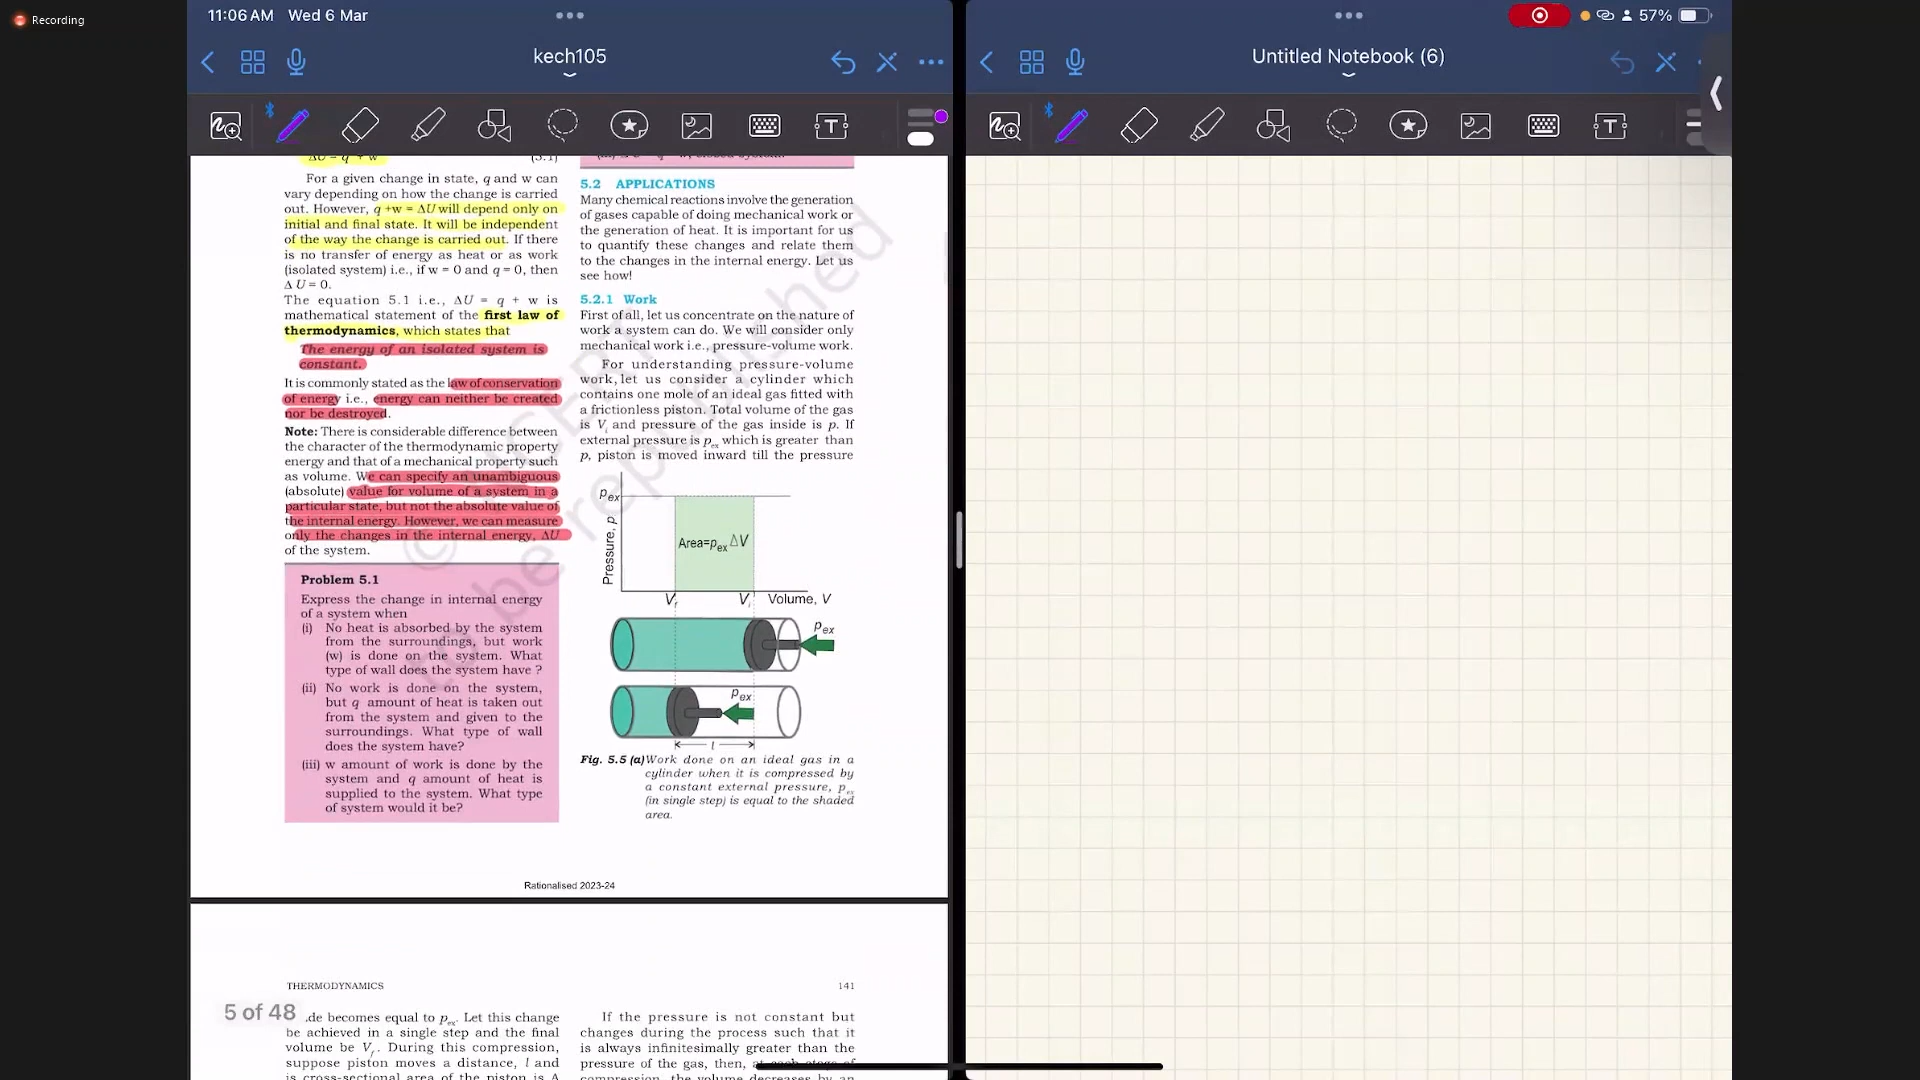 Recording
11:06 AM Wed 6 Mar
57%
kech105
Untitled Notebook (6)
ΔU = q + w (5.1)
For a given change in state, q and w can
vary depending on how the change is carried
out. However, q +w = ΔU will depend only on
initial and final state. It will be independent
of the way the change is carried out. If there
is no transfer of energy as heat or as work
(isolated system) i.e., if w = 0 and q = 0, then
Δ U = 0.
The equation 5.1 i.e., ΔU = q + w is
mathematical statement of the first law of
thermodynamics, which states that
The energy of an isolated system is
constant.
It is commonly stated as the law of conservation
of energy i.e., energy can neither be created
nor be destroyed.
Note: There is considerable difference between
the character of the thermodynamic property
energy and that of a mechanical property such
as volume. We can specify an unambiguous
(absolute) value for volume of a system in a
particular state, but not the absolute value of
the internal energy. However, we can measure
only the changes in the internal energy, ΔU
of the system.
Problem 5.1
Express the change in internal energy
of a system when
(i) No heat is absorbed by the system
from the surroundings, but work
(w) is done on the system. What
type of wall does the system have ?
(ii) No work is done on the system,
but q amount of heat is taken out
from the system and given to the
surroundings. What type of wall
does the system have?
(iii) w amount of work is done by the
system and q amount of heat is
supplied to the system. What type
of system would it be?
5.2 APPLICATIONS
Many chemical reactions involve the generation
of gases capable of doing mechanical work or
the generation of heat. It is important for us
to quantify these changes and relate them
to the changes in the internal energy. Let us
see how!
5.2.1 Work
First of all, let us concentrate on the nature of
work a system can do. We will consider only
mechanical work i.e., pressure-volume work.
For understanding pressure-volume
work, let us consider a cylinder which
contains one mole of an ideal gas fitted with
a frictionless piston. Total volume of the gas
is Vi and pressure of the gas inside is p. If
external pressure is pex which is greater than
p, piston is moved inward till the pressure
pex
Pressure, p
Area=pex ΔV
Vf Vi Volume, V
pex
pex
l
Fig. 5.5 (a) Work done on an ideal gas in a
cylinder when it is compressed by
a constant external pressure, pex
(in single step) is equal to the shaded
area.
Rationalised 2023-24
THERMODYNAMICS 141
5 of 48
de becomes equal to pex. Let this change
be achieved in a single step and the final
volume be Vf. During this compression,
suppose piston moves a distance, l and
is cross-sectional area of the piston is A
If the pressure is not constant but
changes during the process such that it
is always infinitesimally greater than the
pressure of the gas, then, at each stage of
compression, the volume decreases by an
© NCERT
to be republished